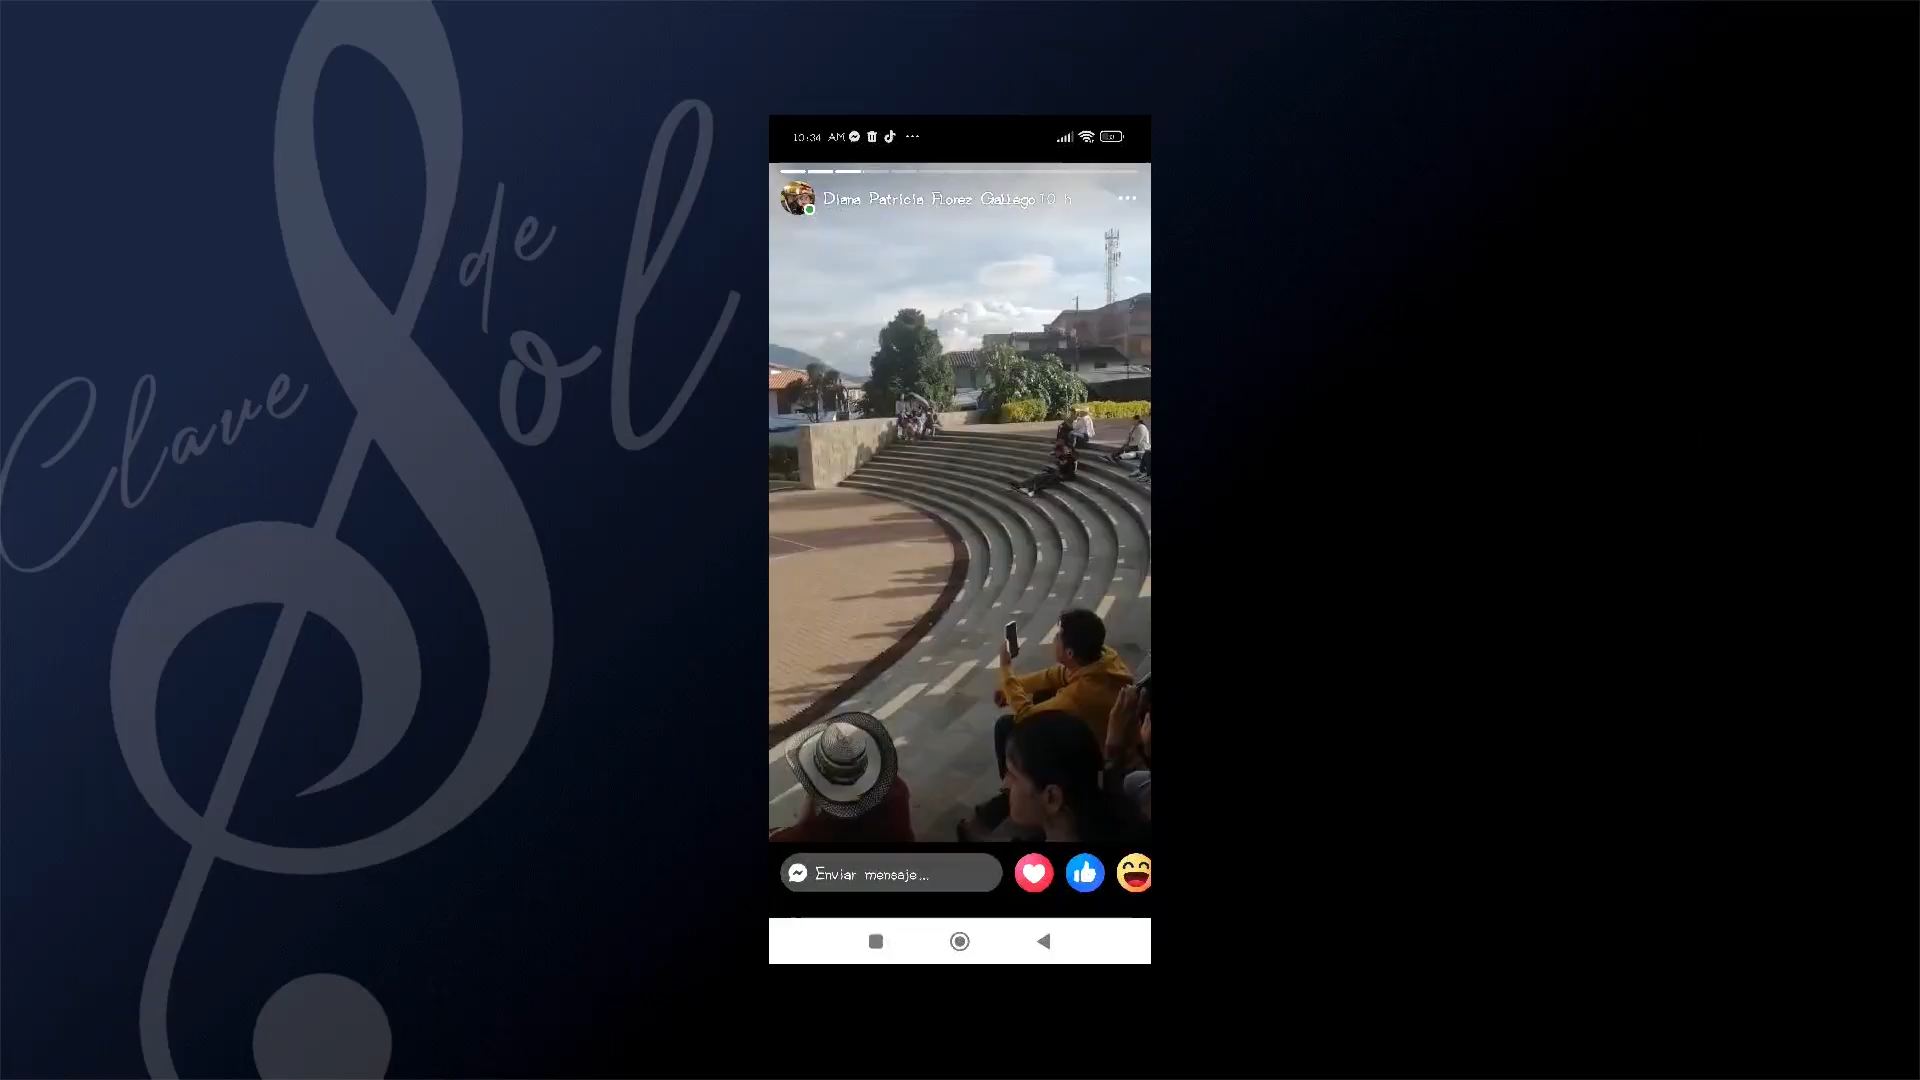 Clave de Sol
10:34 AM
Diana Patricia Florez Gallego 10 h
Enviar mensaje...